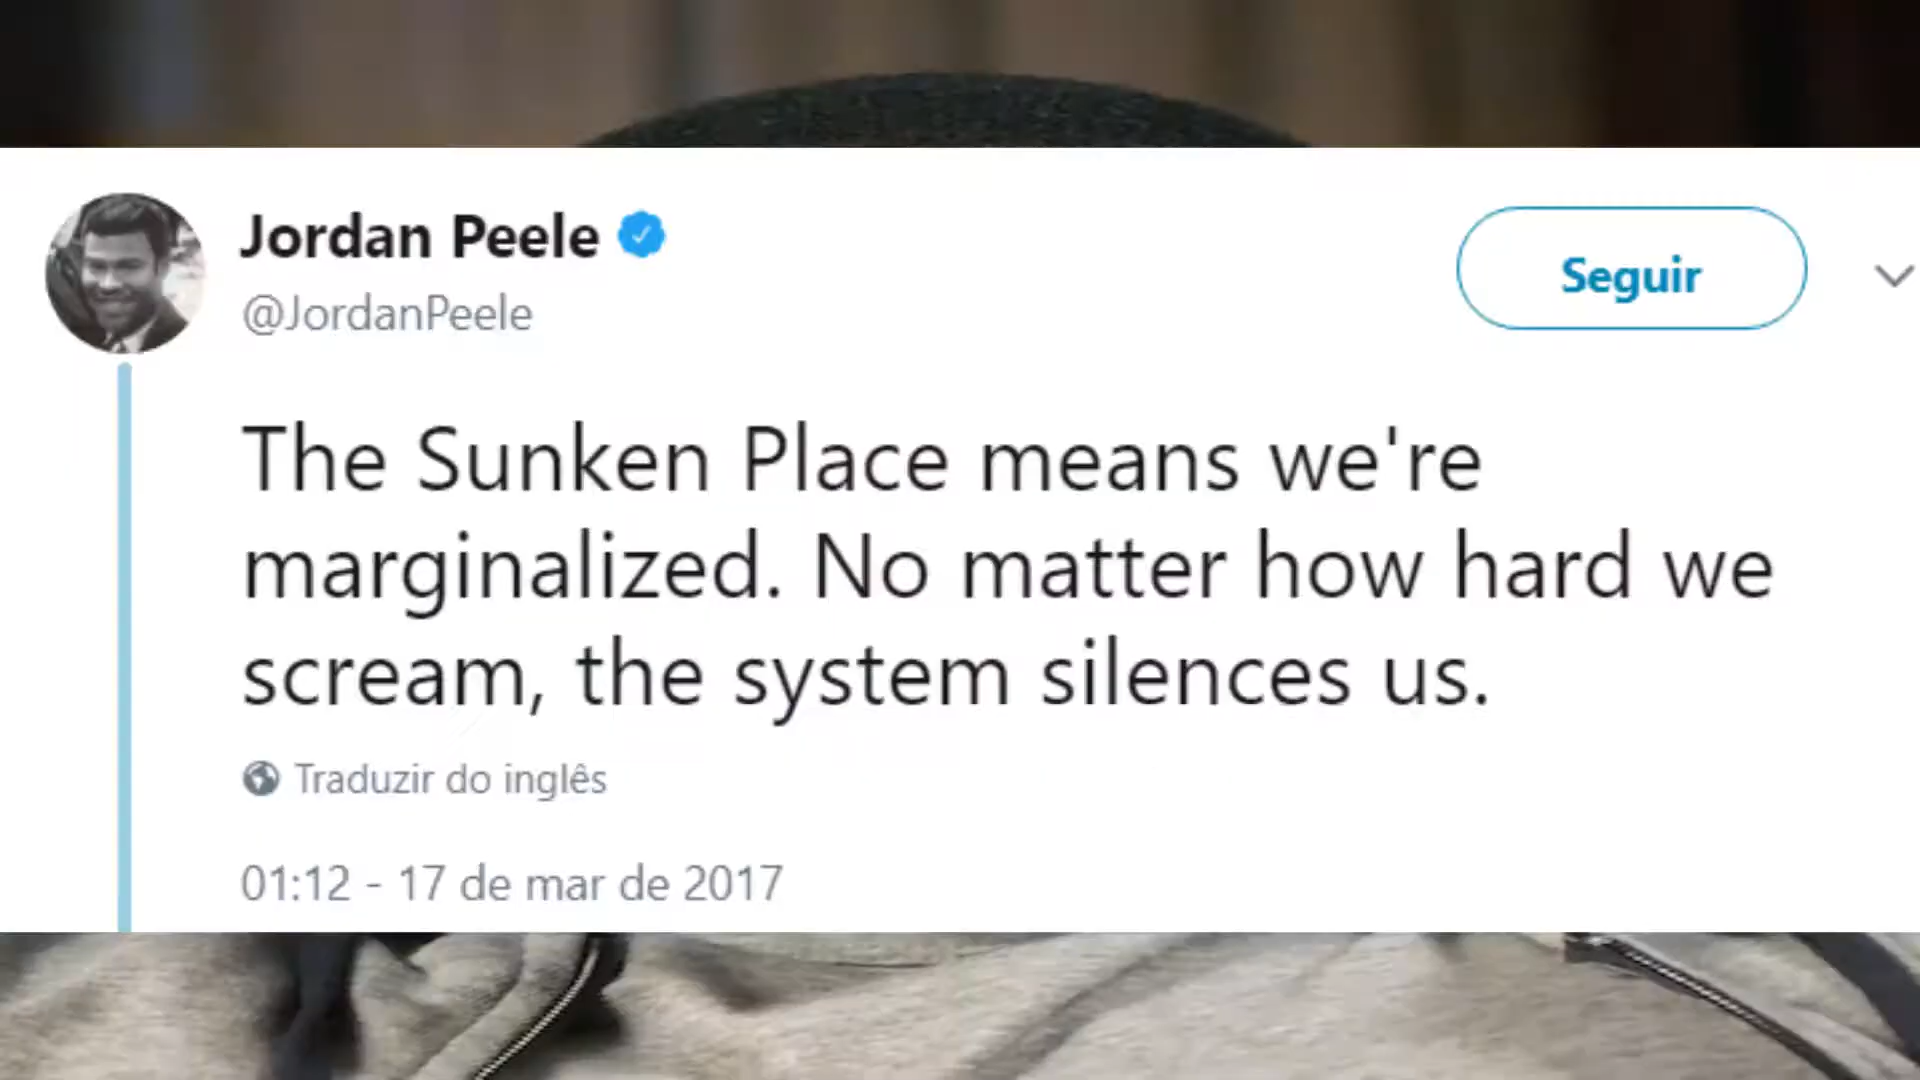 Jordan Peele
@JordanPeele
Seguir
The Sunken Place means we're
marginalized. No matter how hard we
scream, the system silences us.
Traduzir do inglês
01:12 - 17 de mar de 2017